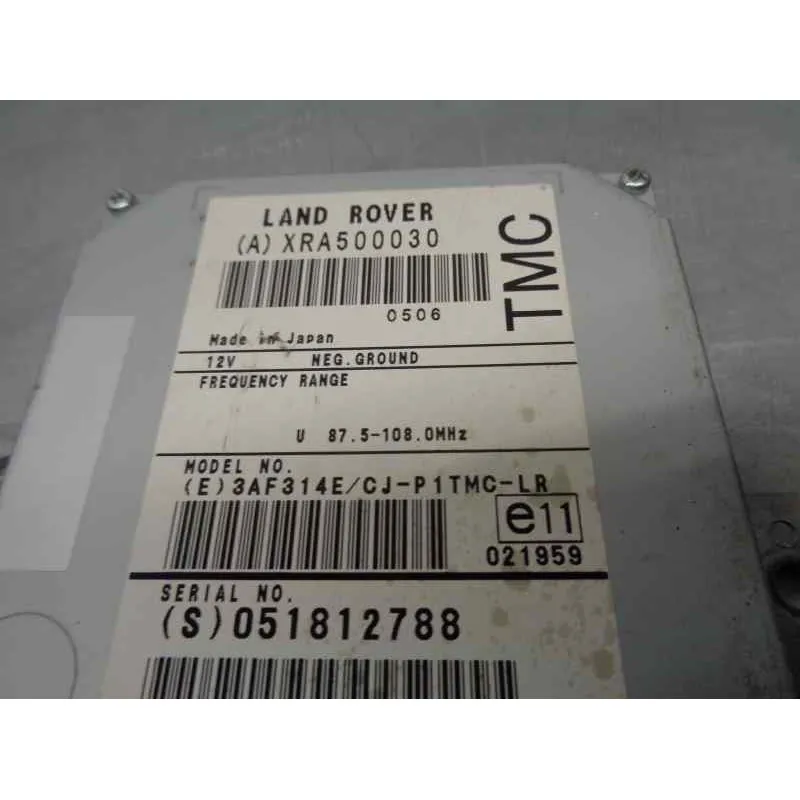 LAND ROVER
(A) XRA500030
TMC
0506
Made in Japan
12V NEG. GROUND
FREQUENCY RANGE
U 87.5-108.0MHz
MODEL NO.
(E) 3AF314E/CJ-P1TMC-LR
e11
021959
SERIAL NO.
(S) 051812788